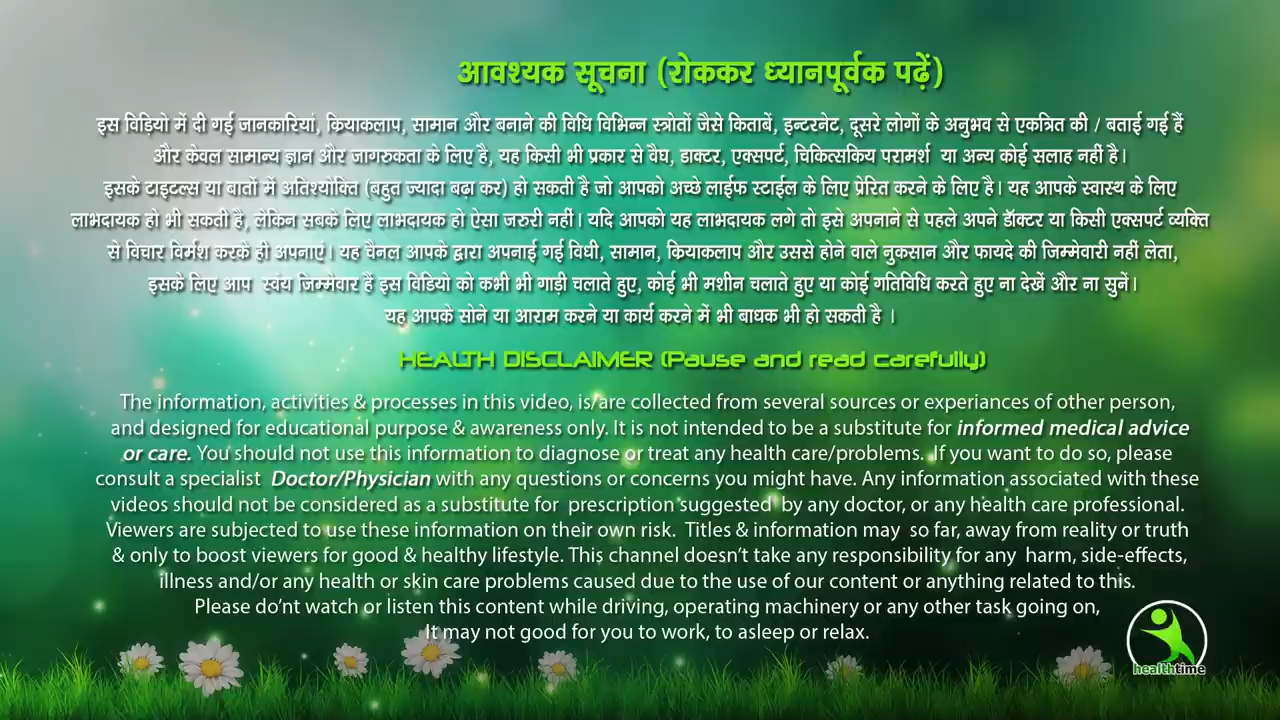 आवश्यक सूचना (रोककर ध्यानपूर्वक पढ़ें)
इस विड़ियो में दी गई जानकारियां, क्रियाकलाप, सामान और बनाने की विधि विभिन्न स्त्रोतों जैसे किताबें, इन्टरनेट, दूसरे लोगों के अनुभव से एकत्रित की / बताई गई हैं
और केवल सामान्य ज्ञान और जागरुकता के लिए है, यह किसी भी प्रकार से वैघ, डाक्टर, एक्सपर्ट, चिकित्सकिय परामर्श या अन्य कोई सलाह नहीं है।
इसके टाइटल्स या बातों में अतिश्योक्ति (बहुत ज्यादा बढ़ा कर) हो सकती है जो आपको अच्छे लाईफ स्टाईल के लिए प्रेरित करने के लिए है। यह आपके स्वास्थ के लिए
लाभदायक हो भी सकती है, लेकिन सबके लिए लाभदायक हो ऐसा जरुरी नहीं। यदि आपको यह लाभदायक लगे तो इसे अपनाने से पहले अपने डॅाक्टर या किसी एक्सपर्ट व्यक्ति
से विचार विर्मश करके ही अपनाएं। यह चैनल आपके द्वारा अपनाई गई विधी, सामान, क्रियाकलाप और उससे होने वाले नुकसान और फायदे की जिम्मेवारी नहीं लेता,
इसके लिए आप स्वंय जिम्मेवार हैं इस विडियो को कभी भी गाड़ी चलाते हुए, कोई भी मशीन चलाते हुए या कोई गतिविधि करते हुए ना देखें और ना सुनें।
यह आपके सोने या आराम करने या कार्य करने में भी बाधक भी हो सकती है ।
HEALTH DISCLAIMER (Pause and read carefully)
The information, activities & processes in this video, is/are collected from several sources or experiances of other person,
and designed for educational purpose & awareness only. It is not intended to be a substitute for informed medical advice
or care. You should not use this information to diagnose or treat any health care/problems. If you want to do so, please
consult a specialist Doctor/Physician with any questions or concerns you might have. Any information associated with these
videos should not be considered as a substitute for prescription suggested by any doctor, or any health care professional.
Viewers are subjected to use these information on their own risk. Titles & information may so far, away from reality or truth
& only to boost viewers for good & healthy lifestyle. This channel doesn't take any responsibility for any harm, side-effects,
illness and/or any health or skin care problems caused due to the use of our content or anything related to this.
Please do'nt watch or listen this content while driving, operating machinery or any other task going on,
It may not good for you to work, to asleep or relax.
healthtime